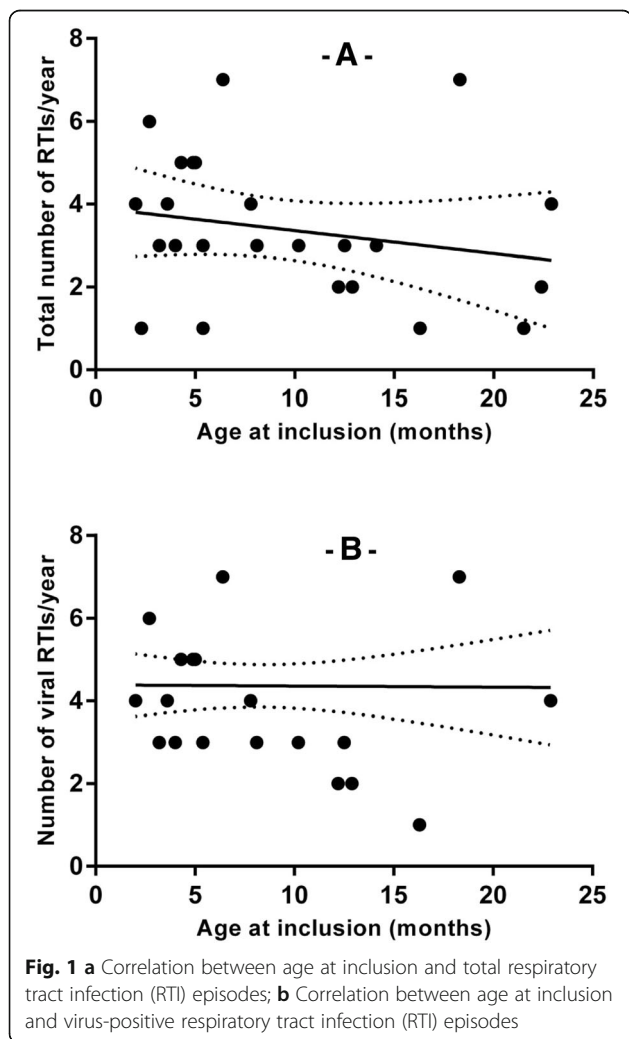 - A -
Total number of RTIs/year
8
6
4
2
0
0 5 10 15 20 25
Age at inclusion (months)
- B -
Number of viral RTIs/year
8
6
4
2
0
0 5 10 15 20 25
Age at inclusion (months)
Fig. 1 a Correlation between age at inclusion and total respiratory
tract infection (RTI) episodes; b Correlation between age at inclusion
and virus-positive respiratory tract infection (RTI) episodes